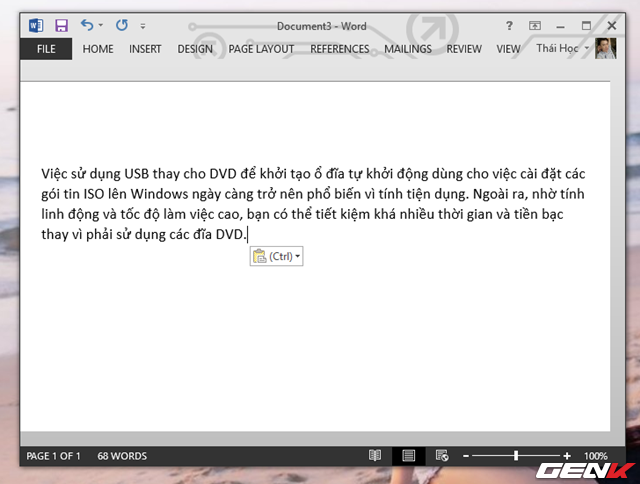 Document3 - Word
FILE HOME INSERT DESIGN PAGE LAYOUT REFERENCES MAILINGS REVIEW VIEW Thái Học
Việc sử dụng USB thay cho DVD để khởi tạo ổ đĩa tự khởi động dùng cho việc cài đặt các
gói tin ISO lên Windows ngày càng trở nên phổ biến vì tính tiện dụng. Ngoài ra, nhờ tính
linh động và tốc độ làm việc cao, bạn có thể tiết kiệm khá nhiều thời gian và tiền bạc
thay vì phải sử dụng các đĩa DVD.
(Ctrl)
PAGE 1 OF 1 68 WORDS 100%
GENK